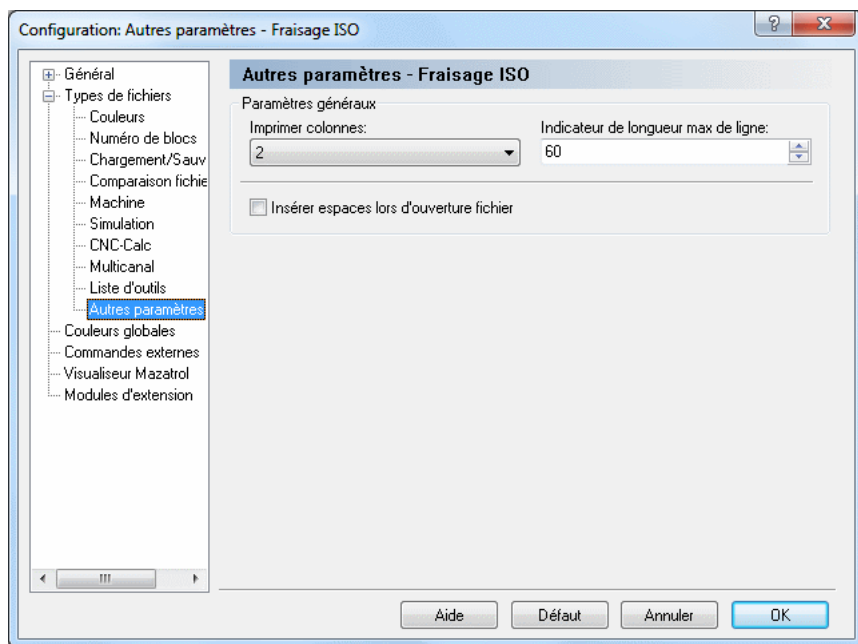 Configuration: Autres paramètres - Fraisage ISO
Général
Types de fichiers
Couleurs
Numéro de blocs
Chargement/Sauv
Comparaison fichie
Machine
Simulation
CNC-Calc
Multicanal
Liste d'outils
Autres paramètres
Couleurs globales
Commandes externes
Visualiseur Mazatrol
Modules d'extension
Autres paramètres - Fraisage ISO
Paramètres généraux
Imprimer colonnes:
2
Indicateur de longueur max de ligne:
60
Insérer espaces lors d'ouverture fichier
Aide
Défaut
Annuler
OK